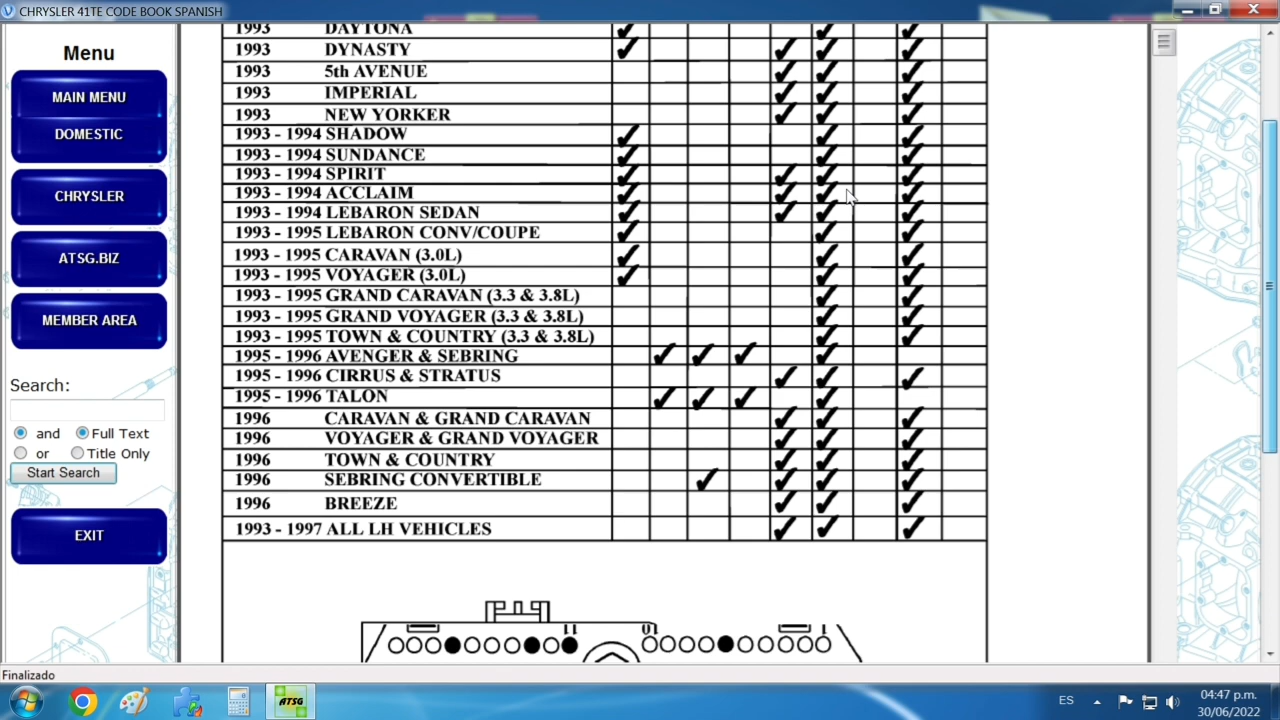 CHRYSLER 41TE CODE BOOK SPANISH
Menu
MAIN MENU
DOMESTIC
CHRYSLER
ATSG.BIZ
MEMBER AREA
Search:
and Full Text
or Title Only
Start Search
EXIT
1993 DAYTONA
1993 DYNASTY
1993 5th AVENUE
1993 IMPERIAL
1993 NEW YORKER
1993 - 1994 SHADOW
1993 - 1994 SUNDANCE
1993 - 1994 SPIRIT
1993 - 1994 ACCLAIM
1993 - 1994 LEBARON SEDAN
1993 - 1995 LEBARON CONV/COUPE
1993 - 1995 CARAVAN (3.0L)
1993 - 1995 VOYAGER (3.0L)
1993 - 1995 GRAND CARAVAN (3.3 & 3.8L)
1993 - 1995 GRAND VOYAGER (3.3 & 3.8L)
1993 - 1995 TOWN & COUNTRY (3.3 & 3.8L)
1995 - 1996 AVENGER & SEBRING
1995 - 1996 CIRRUS & STRATUS
1995 - 1996 TALON
1996 CARAVAN & GRAND CARAVAN
1996 VOYAGER & GRAND VOYAGER
1996 TOWN & COUNTRY
1996 SEBRING CONVERTIBLE
1996 BREEZE
1993 - 1997 ALL LH VEHICLES
11 10 1
Finalizado
ATSG
ES
04:47 p.m.
30/06/2022